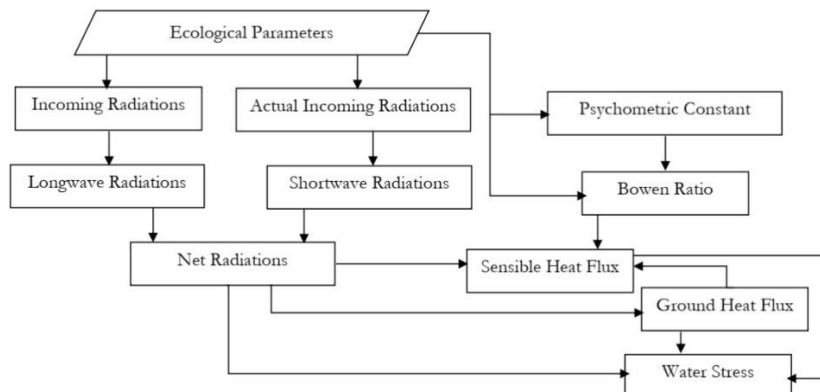 Ecological Parameters
Incoming Radiations
Actual Incoming Radiations
Psychometric Constant
Longwave Radiations
Shortwave Radiations
Bowen Ratio
Net Radiations
Sensible Heat Flux
Ground Heat Flux
Water Stress